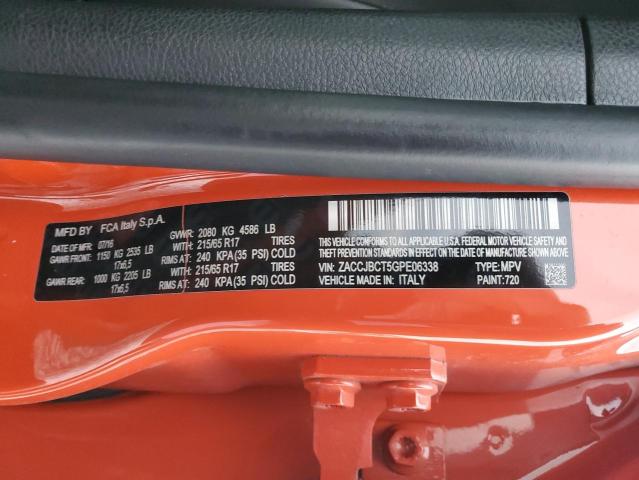 MFD BY FCA Italy S.p.A.
DATE OF MFR: 07/16 GVWR: 2080 KG 4586 LB
GAWR FRONT: 1150 KG 2535 LB WITH 215/65 R17 TIRES
17x6,5 RIMS AT: 240 KPA(35 PSI) COLD
GAWR REAR: 1000 KG 2205 LB WITH 215/65 R17 TIRES
17x6,5 RIMS AT: 240 KPA(35 PSI) COLD
THIS VEHICLE CONFORMS TO ALL APPLICABLE U.S.A. FEDERAL MOTOR VEHICLE SAFETY
AND THEFT PREVENTION STANDARDS IN EFFECT ON THE DATE OF MANUFACTURE SHOWN ABOVE.
VIN: ZACCJBCT5GPE06338 TYPE: MPV
VEHICLE MADE IN: ITALY PAINT: 720